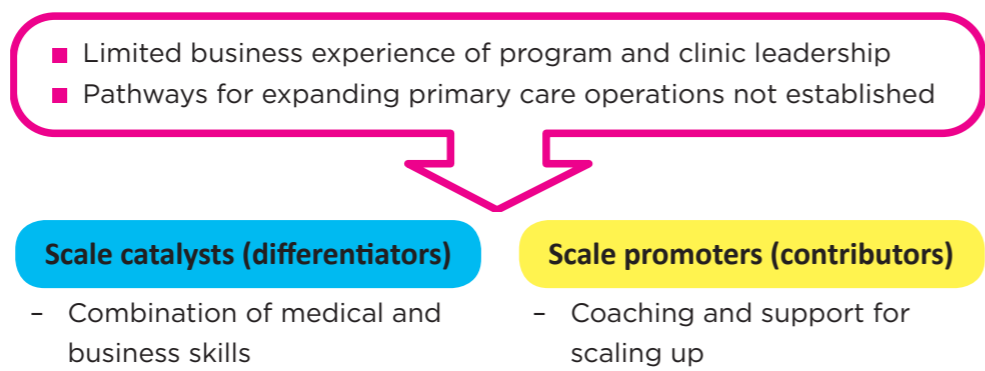 ■ Limited business experience of program and clinic leadership
■ Pathways for expanding primary care operations not established
Scale catalysts (differentiators)
– Combination of medical and
business skills
Scale promoters (contributors)
– Coaching and support for
scaling up